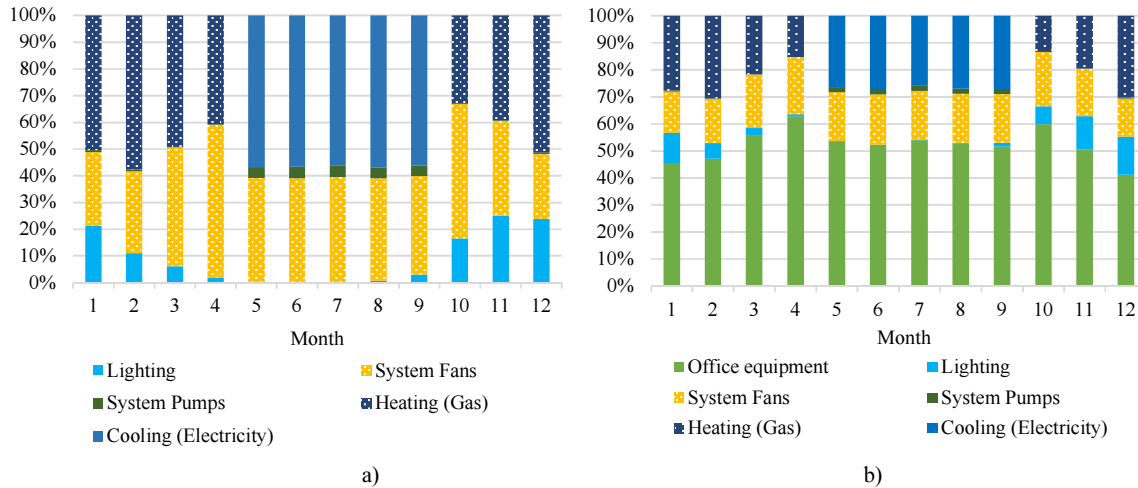 100%
90%
80%
70%
60%
50%
40%
30%
20%
10%
0%
1 2 3 4 5 6 7 8 9 10 11 12
Month
Lighting System Fans
System Pumps Heating (Gas)
Cooling (Electricity)
a)
100%
90%
80%
70%
60%
50%
40%
30%
20%
10%
0%
1 2 3 4 5 6 7 8 9 10 11 12
Month
Office equipment Lighting
System Fans System Pumps
Heating (Gas) Cooling (Electricity)
b)